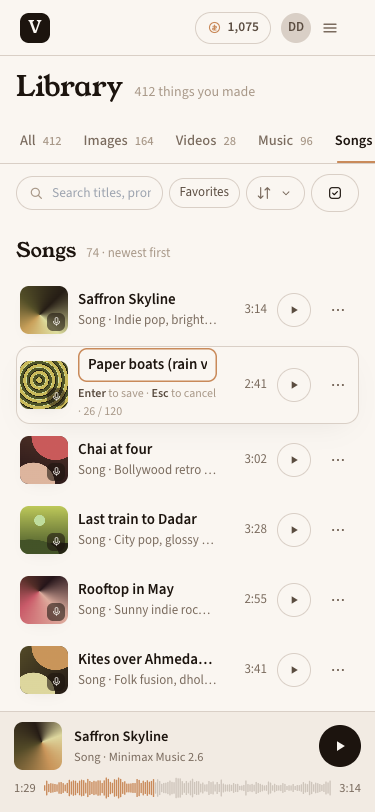 V
1,075
DD
Library 412 things you made
All 412 Images 164 Videos 28 Music 96 Songs
Search titles, pror
Favorites
Songs 74 · newest first
Saffron Skyline
Song · Indie pop, bright…
3:14
Paper boats (rain v
Enter to save · Esc to cancel
· 26 / 120
2:41
Chai at four
Song · Bollywood retro …
3:02
Last train to Dadar
Song · City pop, glossy …
3:28
Rooftop in May
Song · Sunny indie roc…
2:55
Kites over Ahmeda…
Song · Folk fusion, dhol…
3:41
Saffron Skyline
Song · Minimax Music 2.6
1:29
3:14